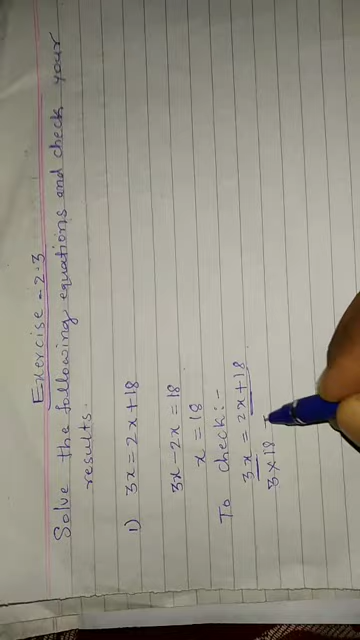 Exercise - 2.3
Solve the following equations and check your
results.
1) 3x = 2x + 18
3x - 2x = 18
x = 18
To check :-
3x = 2x + 18
3 x 18